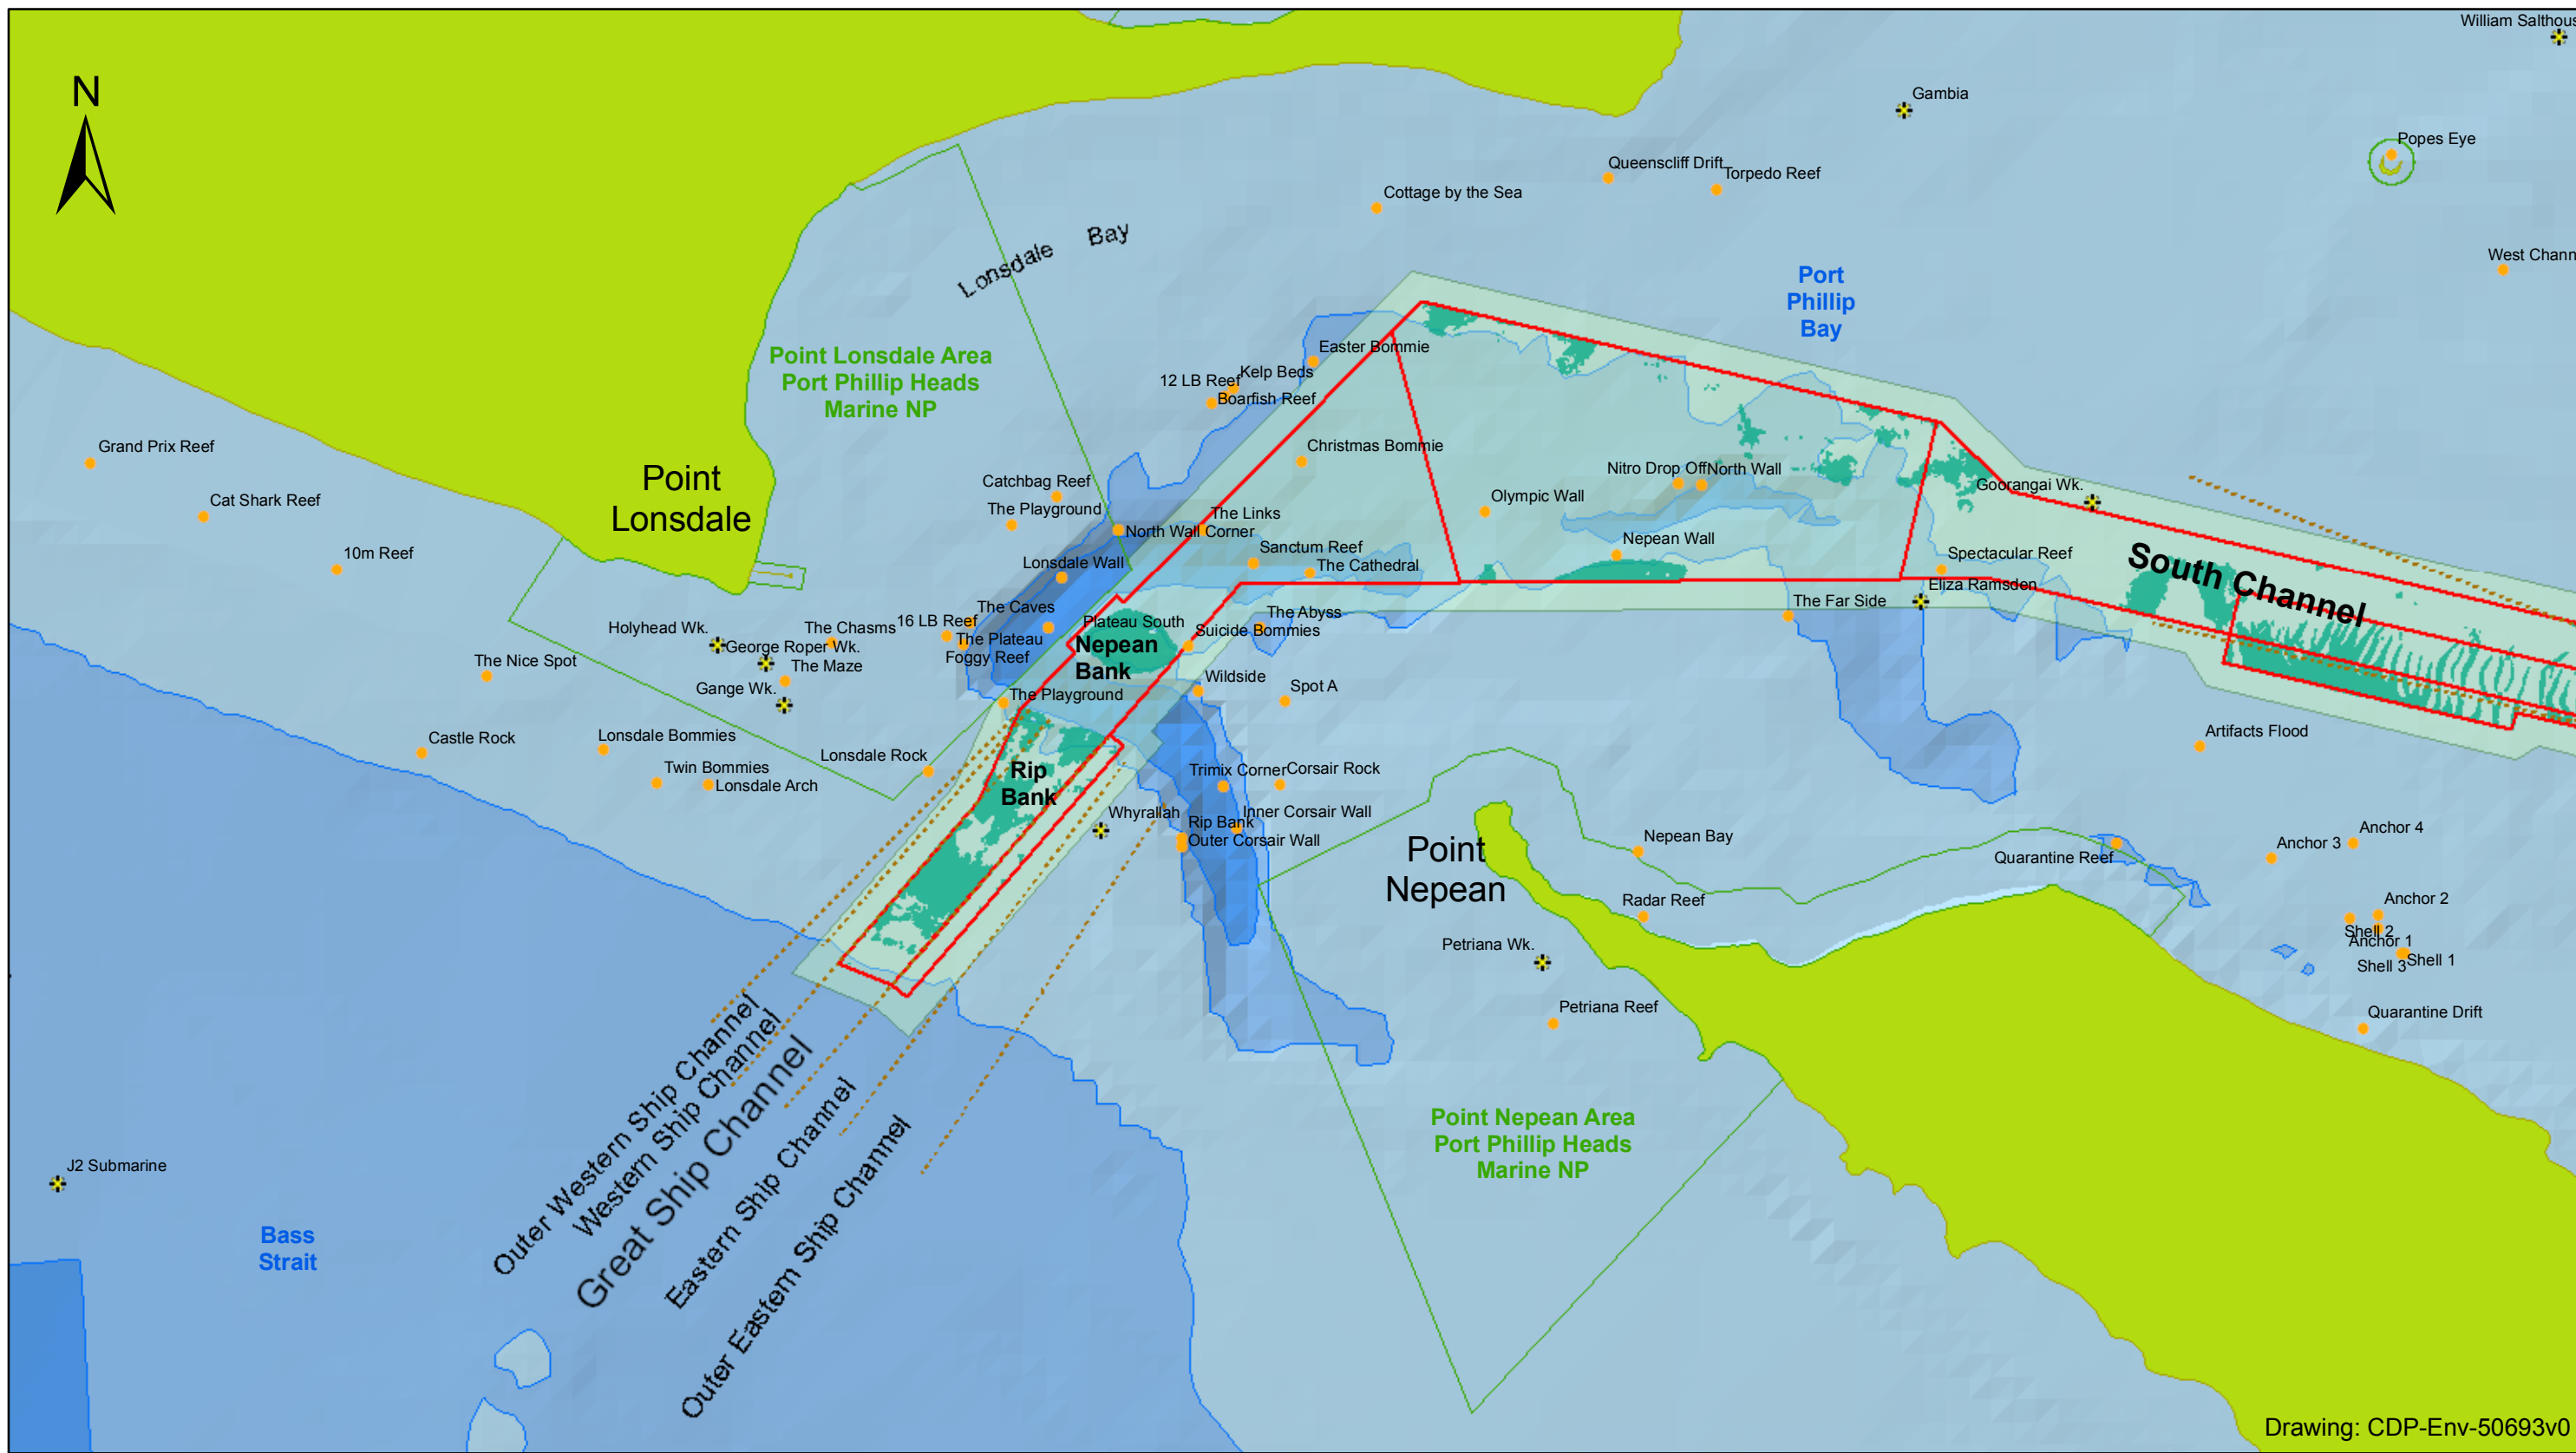 William Salthous
N
Gambia
Popes Eye
Queenscliff Drift
Torpedo Reef
Cottage by the Sea
Lonsdale Bay
West Chann
Port
Phillip
Bay
Point Lonsdale Area
Port Phillip Heads
Marine NP
Easter Bommie
Kelp Beds
12 LB Reef
Boarfish Reef
Grand Prix Reef
Christmas Bommie
Point
Lonsdale
Catchbag Reef
Nitro Drop Off
North Wall
Goorangai Wk.
Cat Shark Reef
Olympic Wall
The Playground
The Links
North Wall Corner
Nepean Wall
10m Reef
Sanctum Reef
Spectacular Reef
Lonsdale Wall
The Cathedral
South Channel
Eliza Ramsden
The Caves
The Abyss
The Far Side
Holyhead Wk.
The Chasms
16 LB Reef
Plateau South
Suicide Bommies
George Roper Wk.
The Plateau
Nepean
Bank
Foggy Reef
The Nice Spot
The Maze
Wildside
Gange Wk.
The Playground
Spot A
Castle Rock
Lonsdale Bommies
Artifacts Flood
Lonsdale Rock
Twin Bommies
Lonsdale Arch
Rip
Bank
Trimix Corner
Corsair Rock
Whyrallah
Inner Corsair Wall
Rip Bank
Outer Corsair Wall
Point
Nepean
Nepean Bay
Anchor 4
Anchor 3
Quarantine Reef
Radar Reef
Anchor 2
Shell 2
Anchor 1
Petriana Wk.
Shell 1
Shell 3
Petriana Reef
Quarantine Drift
Outer Western Ship Channel
Western Ship Channel
Great Ship Channel
Eastern Ship Channel
Outer Eastern Ship Channel
Point Nepean Area
Port Phillip Heads
Marine NP
J2 Submarine
Bass
Strait
Drawing: CDP-Env-50693v0